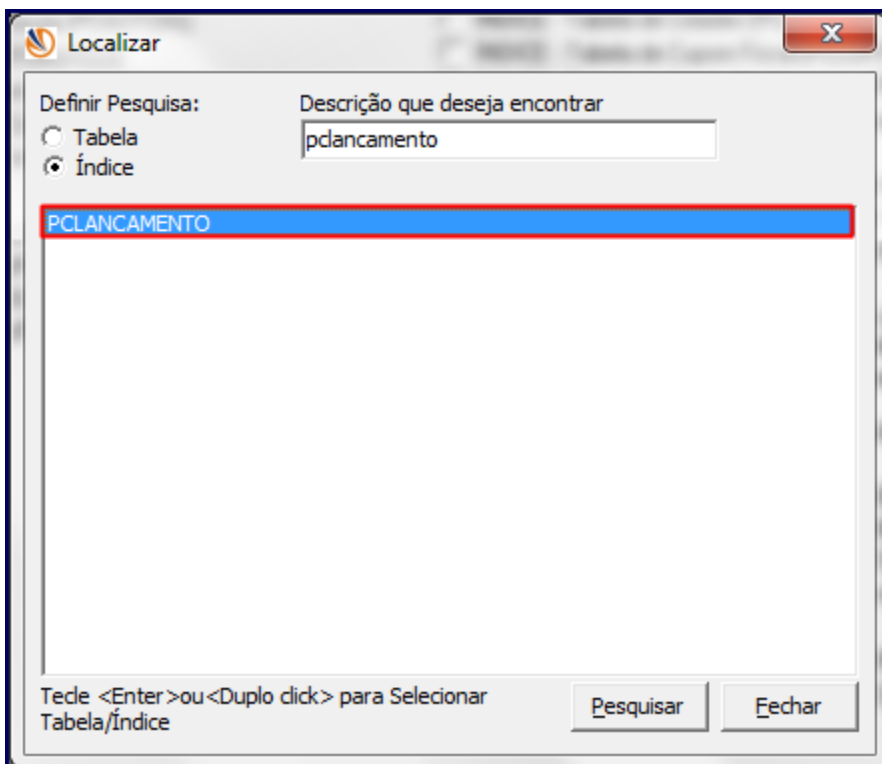 Localizar
Definir Pesquisa:
Descrição que deseja encontrar
Tabela
pclancamento
Índice
PCLANCAMENTO
Tecle <Enter>ou<Duplo click> para Selecionar
Tabela/Índice
Pesquisar
Fechar